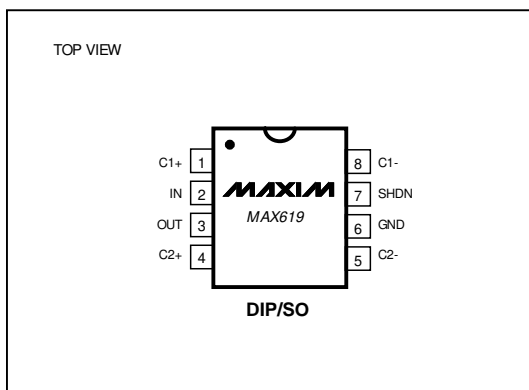 TOP VIEW
C1+ 1 8 C1-
IN 2 MAXIM 7 SHDN
OUT 3 MAX619 6 GND
C2+ 4 5 C2-
DIP/SO